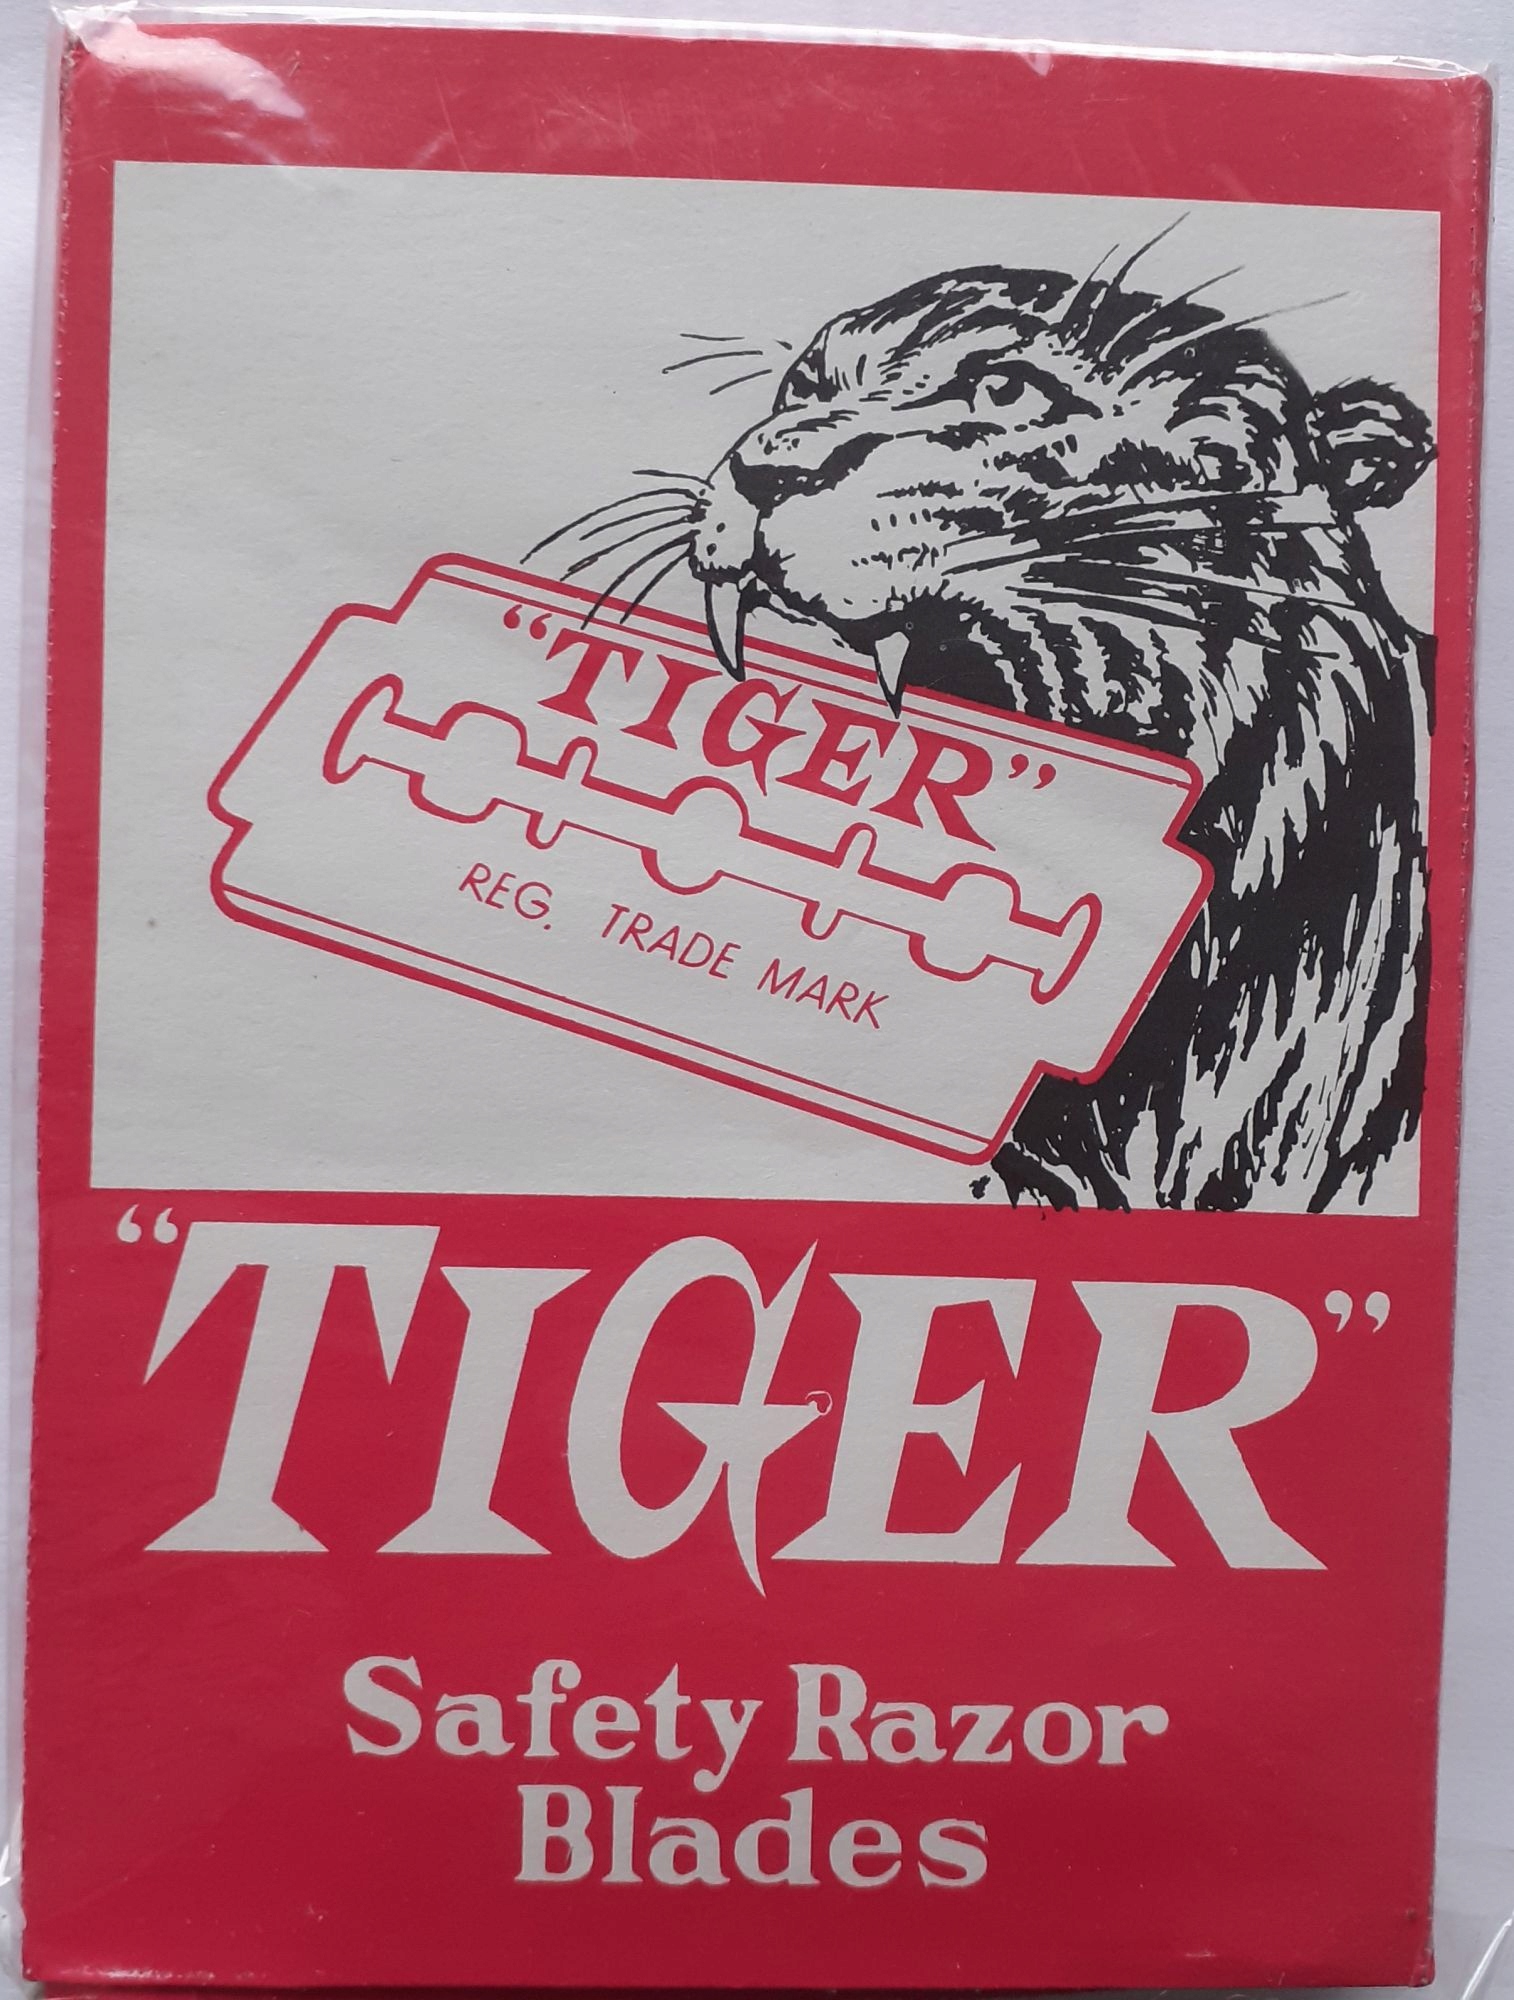 “TIGER”
REG. TRADE MARK
“TIGER”
Safety Razor
Blades